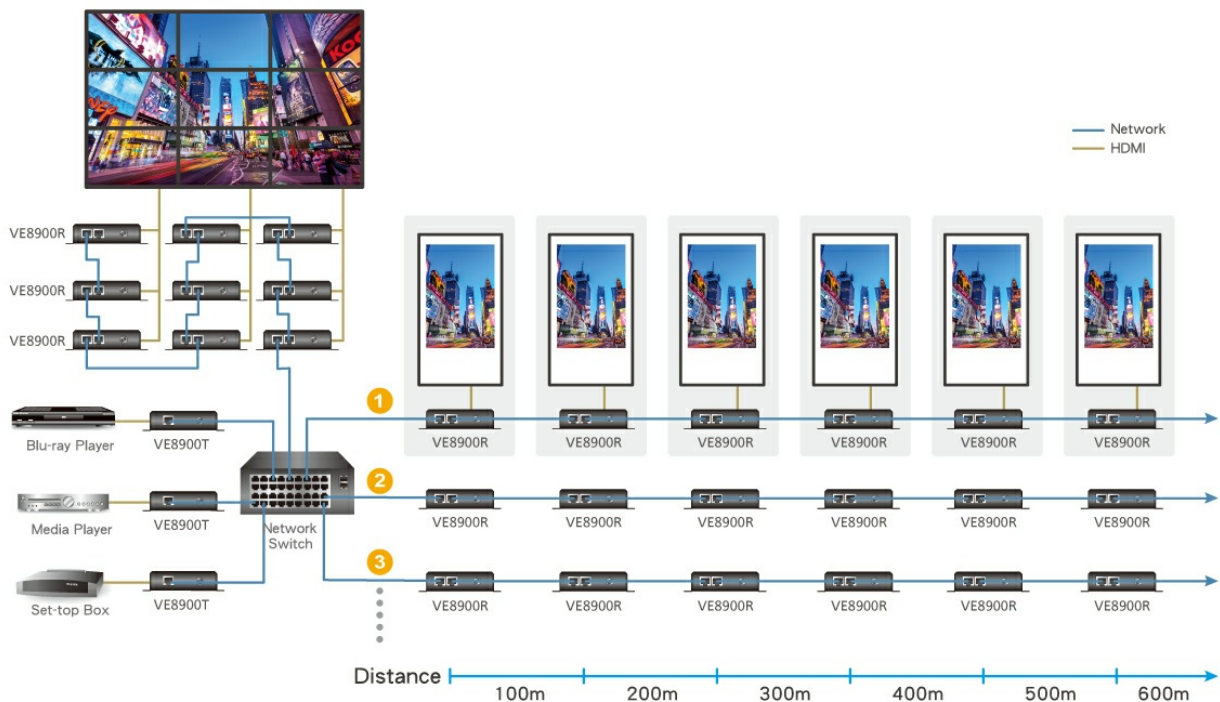 Network
HDMI
VE8900R
VE8900R
VE8900R
1
VE8900R VE8900R VE8900R VE8900R VE8900R VE8900R
Blu-ray Player
VE8900T
2
VE8900R VE8900R VE8900R VE8900R VE8900R VE8900R
Media Player
VE8900T
Network
Switch
3
VE8900R VE8900R VE8900R VE8900R VE8900R VE8900R
Set-top Box
VE8900T
Distance
100m 200m 300m 400m 500m 600m